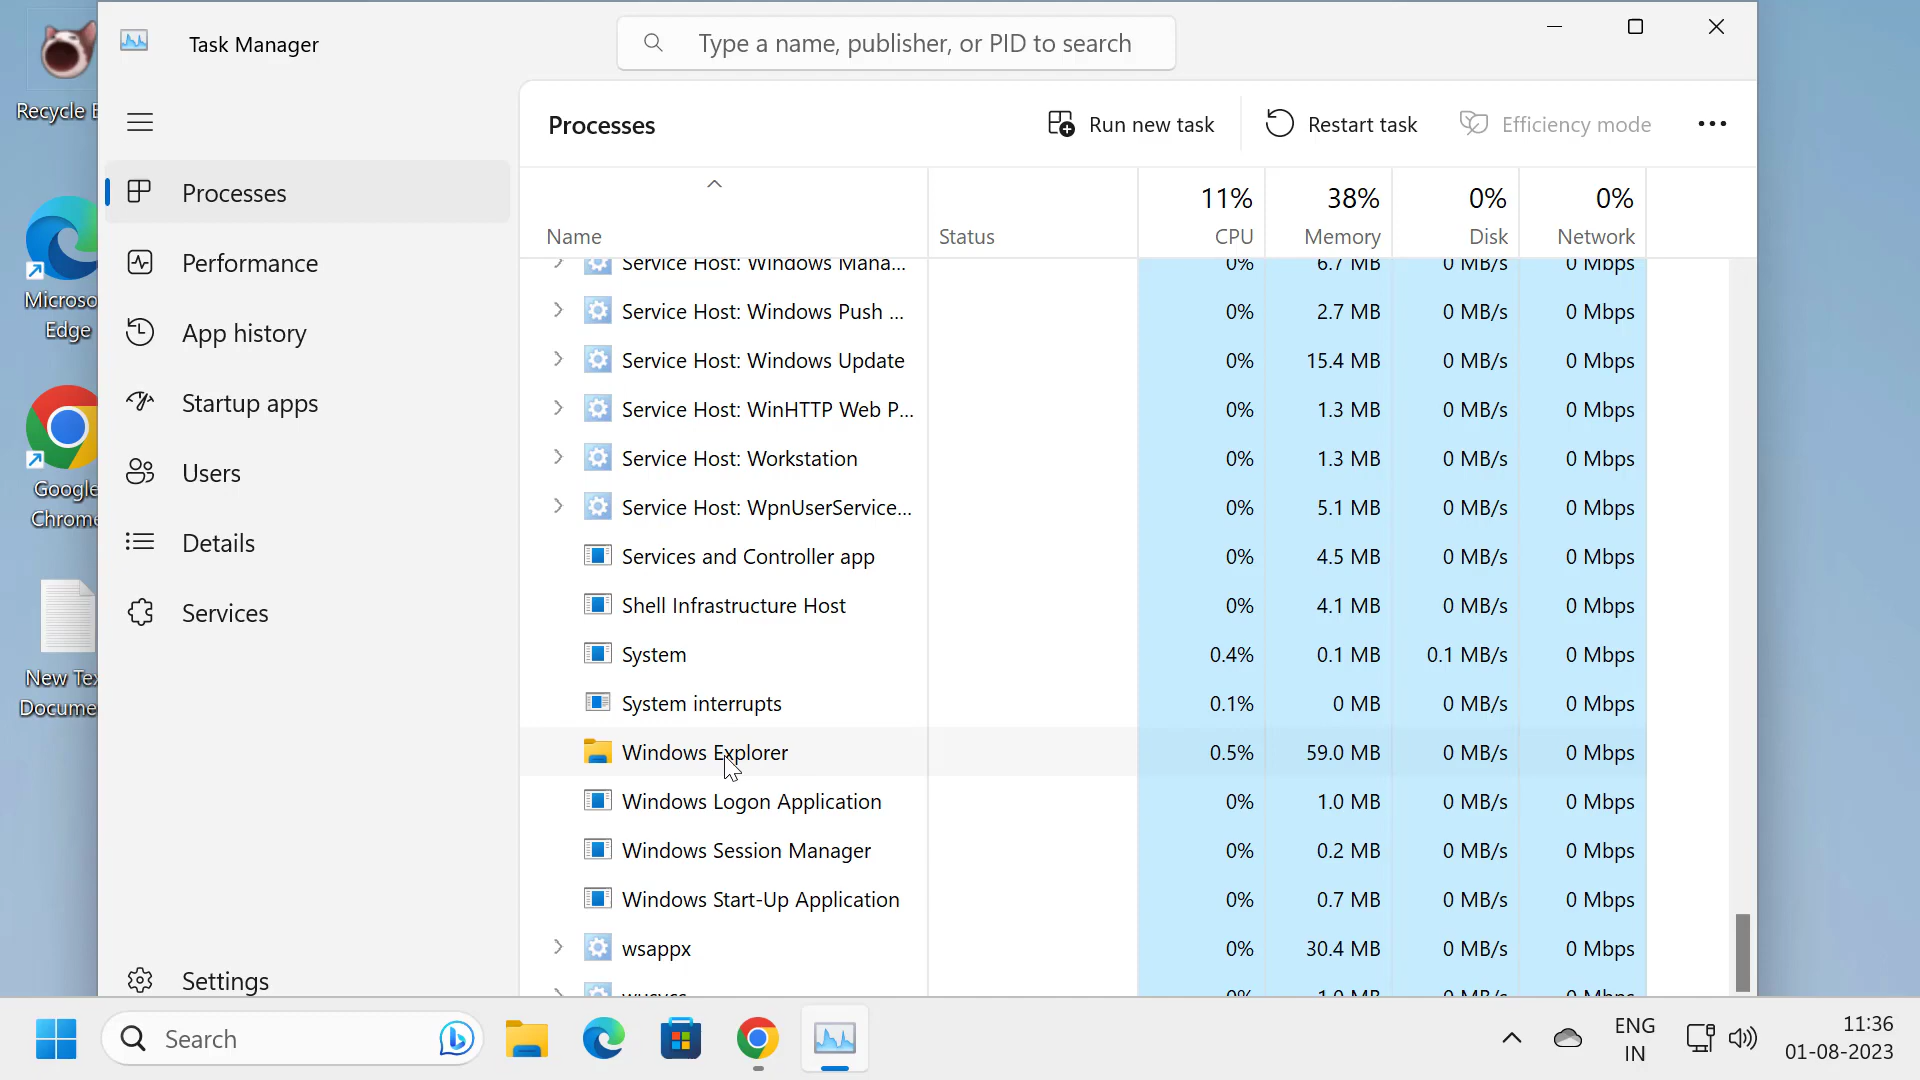 Recycle B
Microso
Edge
Google
Chrome
New Tex
Docume
Task Manager
Type a name, publisher, or PID to search
Processes
Performance
App history
Startup apps
Users
Details
Services
Settings
Processes
Run new task
Restart task
Efficiency mode
11% 38% 0% 0%
Name Status CPU Memory Disk Network
Service Host: Windows Mana... 0% 6.7 MB 0 MB/s 0 Mbps
Service Host: Windows Push ... 0% 2.7 MB 0 MB/s 0 Mbps
Service Host: Windows Update 0% 15.4 MB 0 MB/s 0 Mbps
Service Host: WinHTTP Web P... 0% 1.3 MB 0 MB/s 0 Mbps
Service Host: Workstation 0% 1.3 MB 0 MB/s 0 Mbps
Service Host: WpnUserService... 0% 5.1 MB 0 MB/s 0 Mbps
Services and Controller app 0% 4.5 MB 0 MB/s 0 Mbps
Shell Infrastructure Host 0% 4.1 MB 0 MB/s 0 Mbps
System 0.4% 0.1 MB 0.1 MB/s 0 Mbps
System interrupts 0.1% 0 MB 0 MB/s 0 Mbps
Windows Explorer 0.5% 59.0 MB 0 MB/s 0 Mbps
Windows Logon Application 0% 1.0 MB 0 MB/s 0 Mbps
Windows Session Manager 0% 0.2 MB 0 MB/s 0 Mbps
Windows Start-Up Application 0% 0.7 MB 0 MB/s 0 Mbps
wsappx 0% 30.4 MB 0 MB/s 0 Mbps
0% 1.0 MB 0 MB/s 0 Mbps
Search
ENG
IN
11:36
01-08-2023